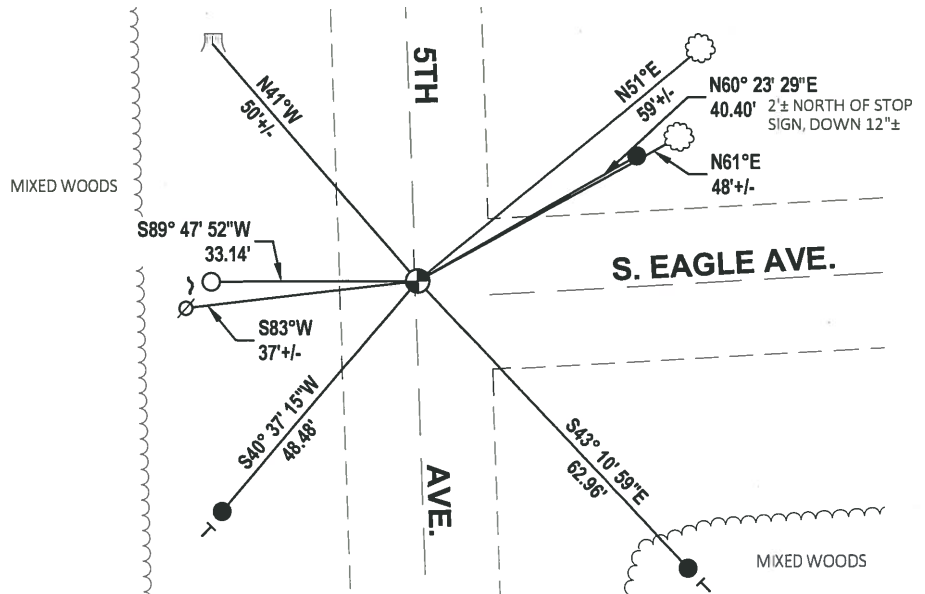 5TH
N41°W
50'+/-
N51°E
59'+/-
N60° 23' 29"E
40.40' 2'± NORTH OF STOP
SIGN, DOWN 12"±
N61°E
48'+/-
MIXED WOODS
S89° 47' 52"W
33.14'
S. EAGLE AVE.
S83°W
37'+/-
S40° 37' 15"W
48.48'
S43° 10' 59"E
62.96'
AVE.
T
T
MIXED WOODS